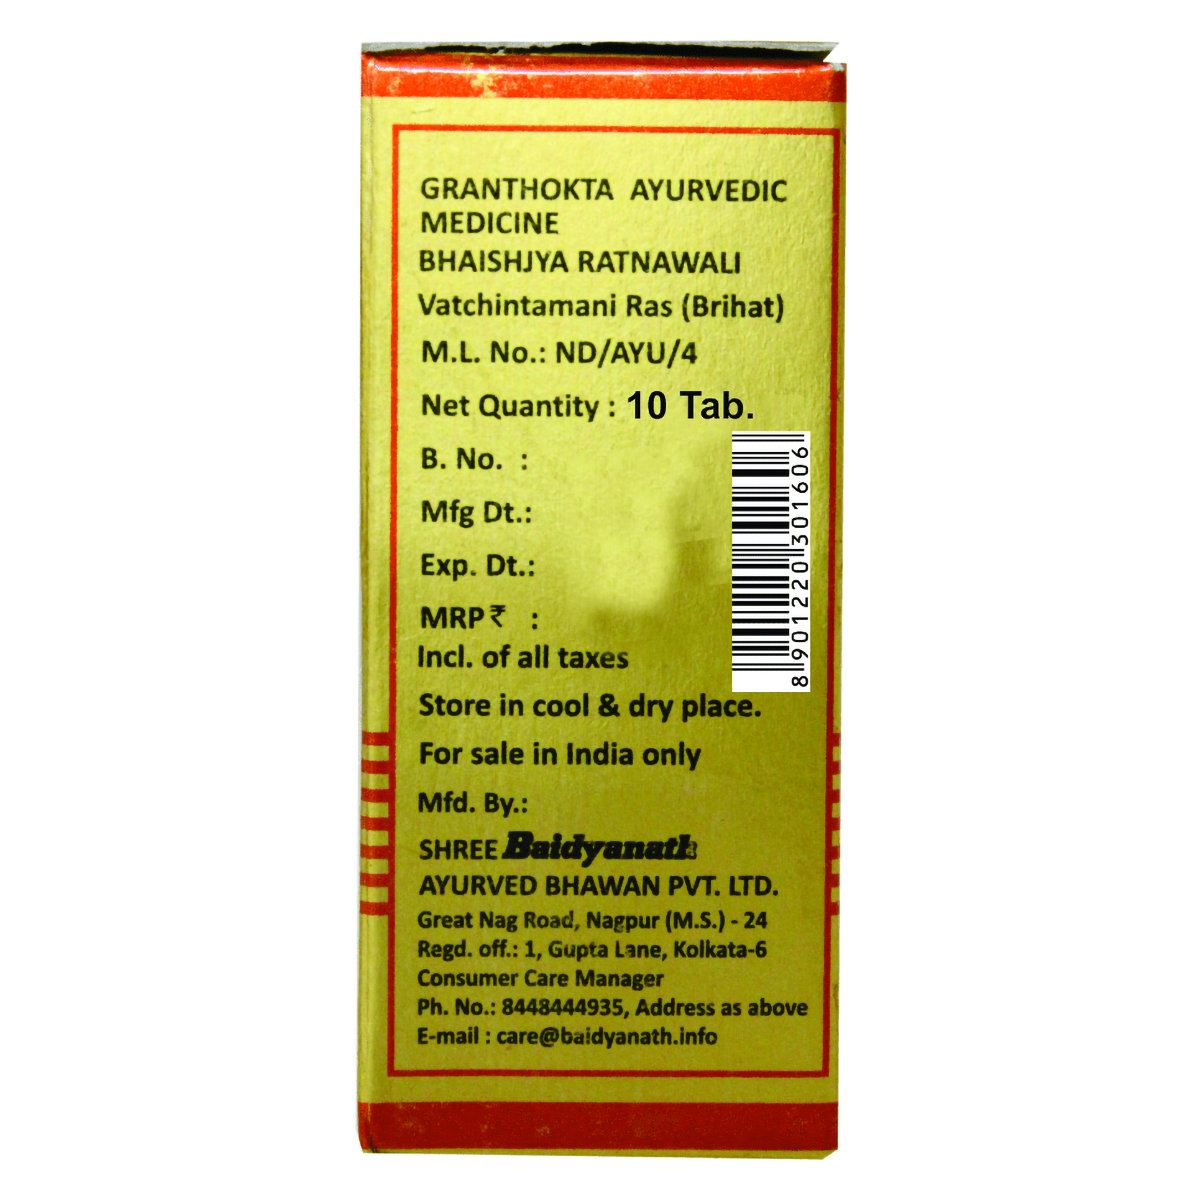 GRANTHOKTA AYURVEDIC
MEDICINE
BHAISHJYA RATNAWALI
Vatchintamani Ras (Brihat)
M.L. No.: ND/AYU/4
Net Quantity : 10 Tab.
B. No. :
Mfg Dt.:
Exp. Dt.:
MRP ₹ :
Incl. of all taxes
8901220301606
Store in cool & dry place.
For sale in India only
Mfd. By.:
SHREE Baidyanath
AYURVED BHAWAN PVT. LTD.
Great Nag Road, Nagpur (M.S.) - 24
Regd. off.: 1, Gupta Lane, Kolkata-6
Consumer Care Manager
Ph. No.: 8448444935, Address as above
E-mail : care@baidyanath.info